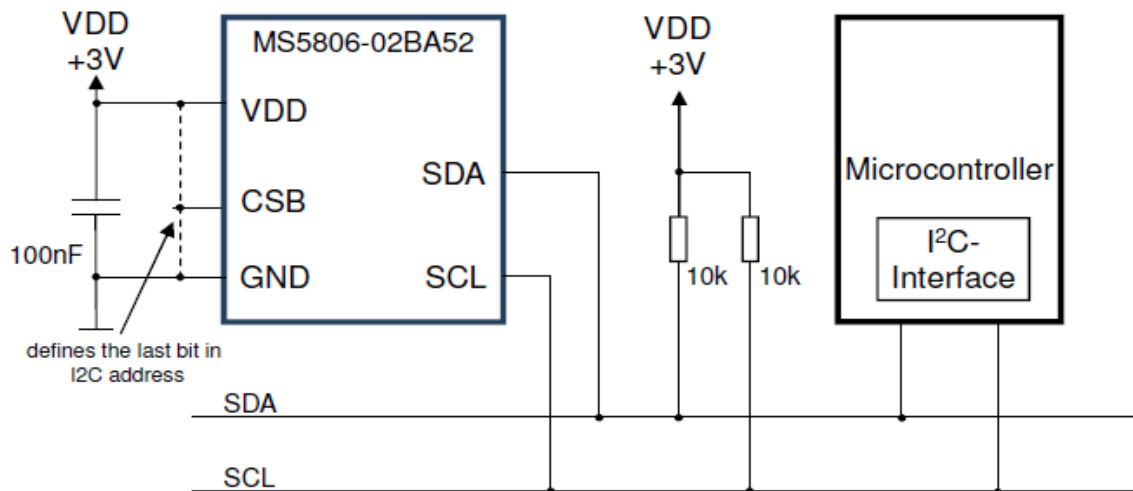 VDD
+3V
MS5806-02BA52
VDD
CSB
GND
SDA
SCL
100nF
defines the last bit in
I2C address
VDD
+3V
10k
10k
Microcontroller
I²C-
Interface
SDA
SCL